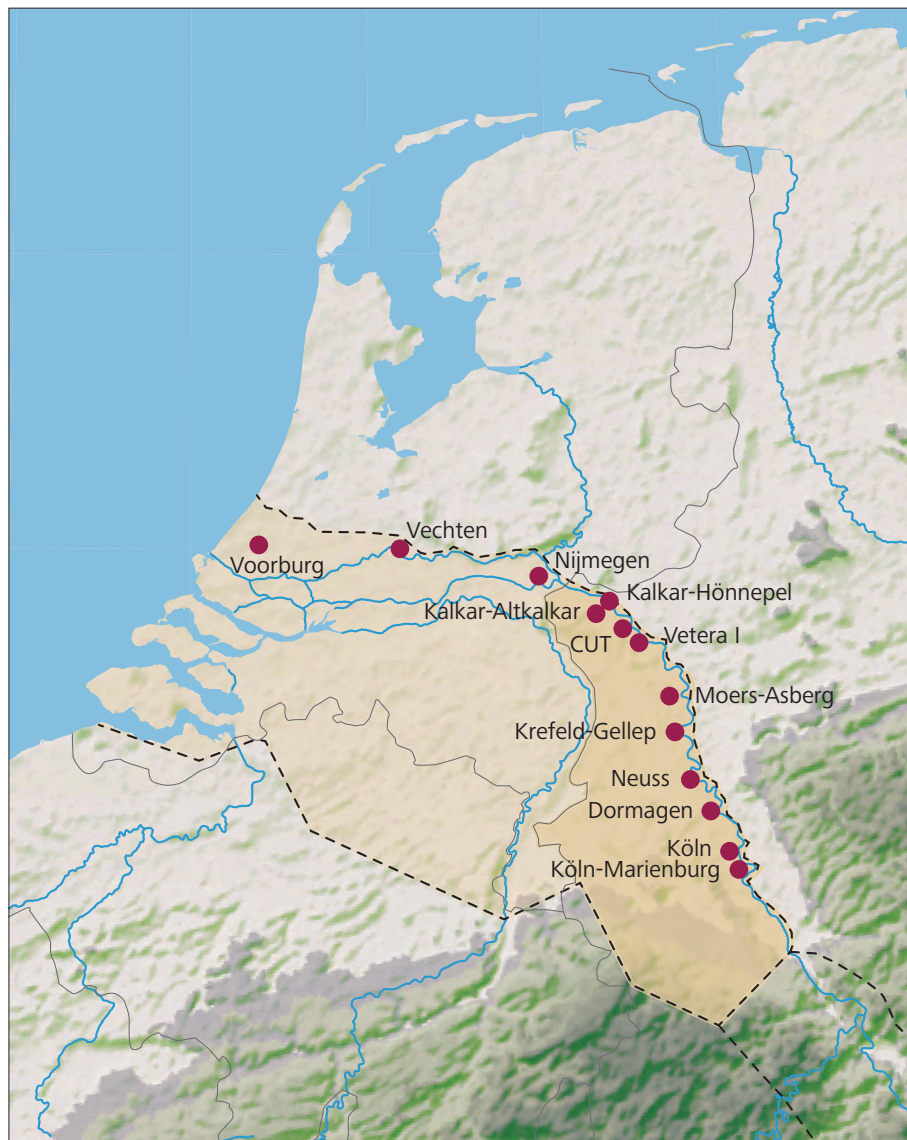 Vechten
Voorburg
Nijmegen
Kalkar-Hönnepel
Kalkar-Altkalkar
CUT
Vetera I
Moers-Asberg
Krefeld-Gellep
Neuss
Dormagen
Köln
Köln-Marienburg